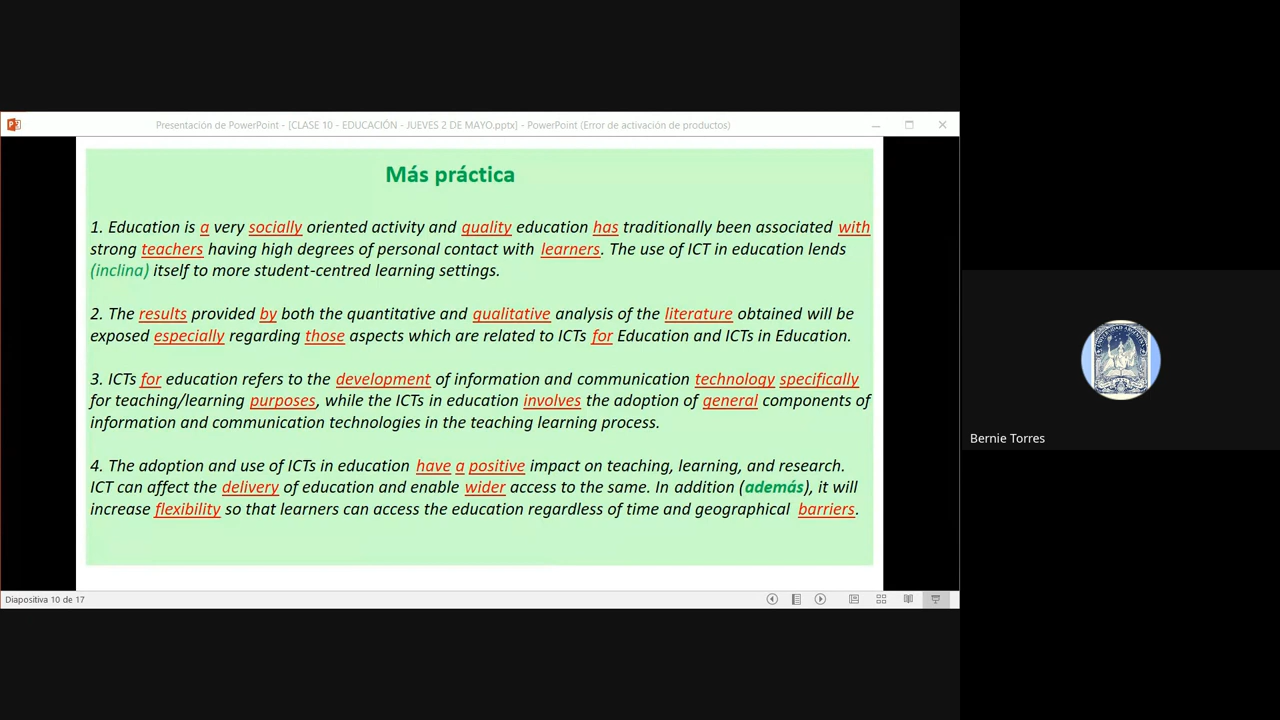 Presentación de PowerPoint - [CLASE 10 - EDUCACIÓN - JUEVES 2 DE MAYO.pptx] - PowerPoint (Error de activación de productos)
Más práctica
1. Education is a very socially oriented activity and quality education has traditionally been associated with
strong teachers having high degrees of personal contact with learners. The use of ICT in education lends
(inclina) itself to more student-centred learning settings.
2. The results provided by both the quantitative and qualitative analysis of the literature obtained will be
exposed especially regarding those aspects which are related to ICTs for Education and ICTs in Education.
3. ICTs for education refers to the development of information and communication technology specifically
for teaching/learning purposes, while the ICTs in education involves the adoption of general components of
information and communication technologies in the teaching learning process.
4. The adoption and use of ICTs in education have a positive impact on teaching, learning, and research.
ICT can affect the delivery of education and enable wider access to the same. In addition (además), it will
increase flexibility so that learners can access the education regardless of time and geographical barriers.
Diapositiva 10 de 17
Bernie Torres